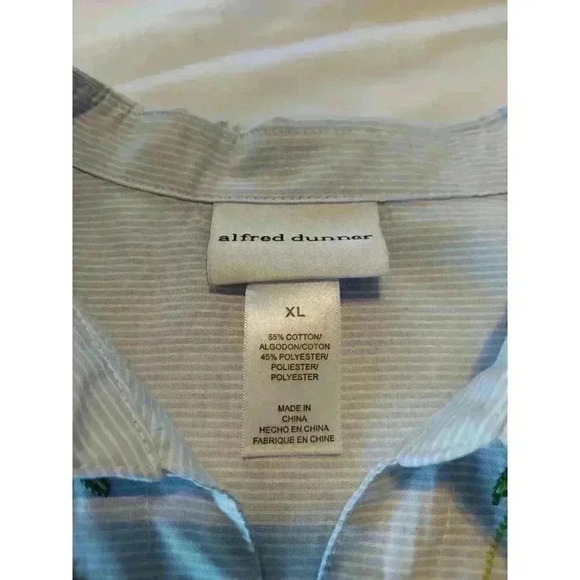 alfred dunner
XL
55% COTTON/
ALGODON/COTON
45% POLYESTER/
POLIESTER/
POLYESTER
MADE IN
CHINA
HECHO EN CHINA
FABRIQUE EN CHINE